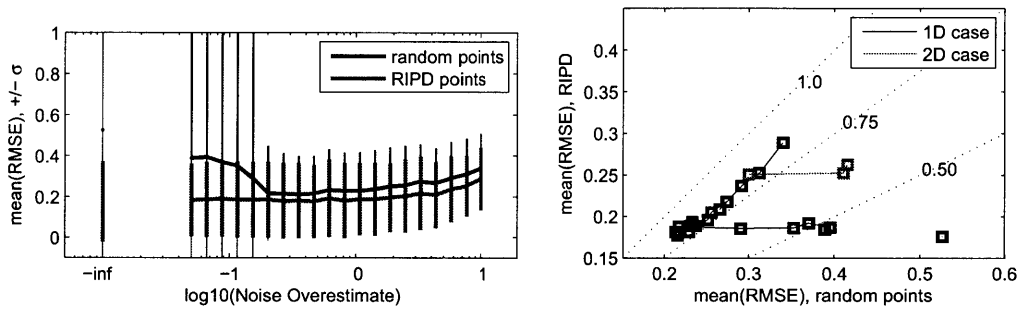 mean(RMSE), +/- σ
1
0.8
0.6
0.4
0.2
0
−inf
−1
0
1
log10(Noise Overestimate)
random points
RIPD points
mean(RMSE), RIPD
0.4
0.35
0.3
0.25
0.2
0.15
0.2
0.3
0.4
0.5
0.6
mean(RMSE), random points
1D case
2D case
1.0
0.75
0.50